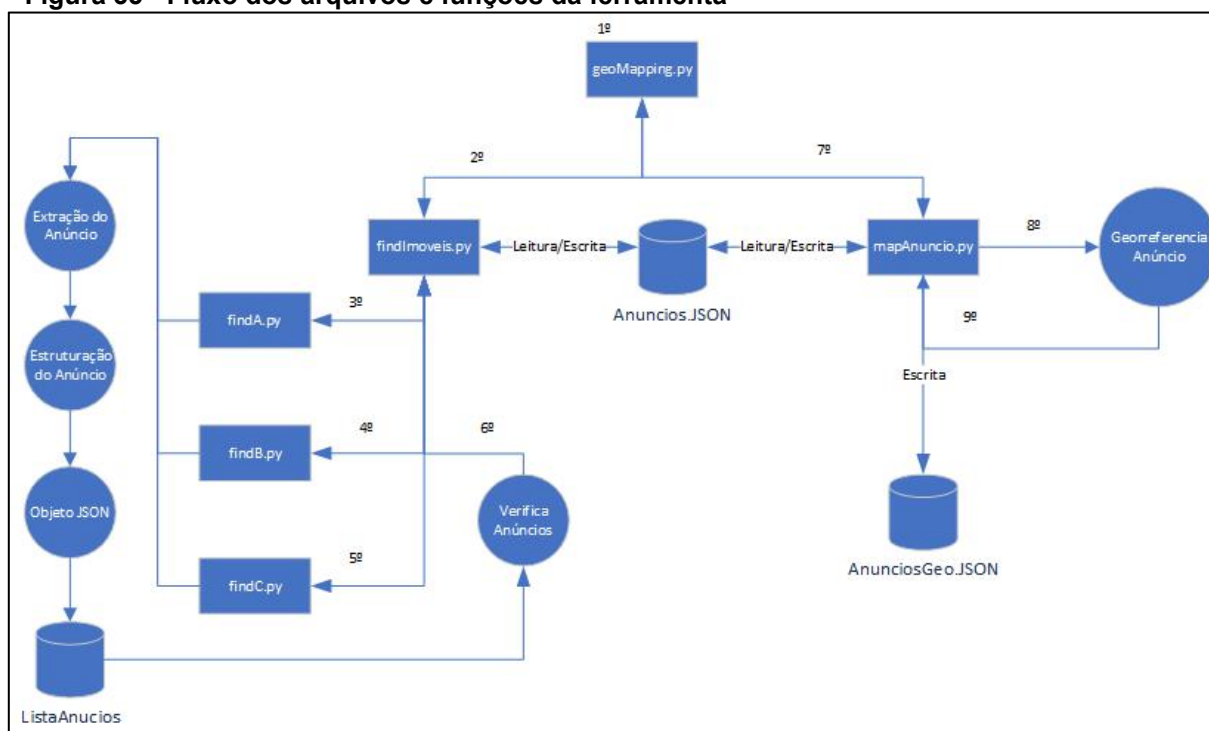 Figura - Fluxo dos arquivos e funções da ferramenta
1º
geoMapping.py
2º
7º
Extração do
Anúncio
findImoveis.py
Leitura/Escrita
Leitura/Escrita
mapAnuncio.py
8º
Georreferencia
Anúncio
Anuncios.JSON
3º
findA.py
9º
Estruturação
do Anúncio
Escrita
4º
findB.py
6º
Objeto JSON
Verifica
Anúncios
5º
findC.py
AnunciosGeo.JSON
ListaAnucios